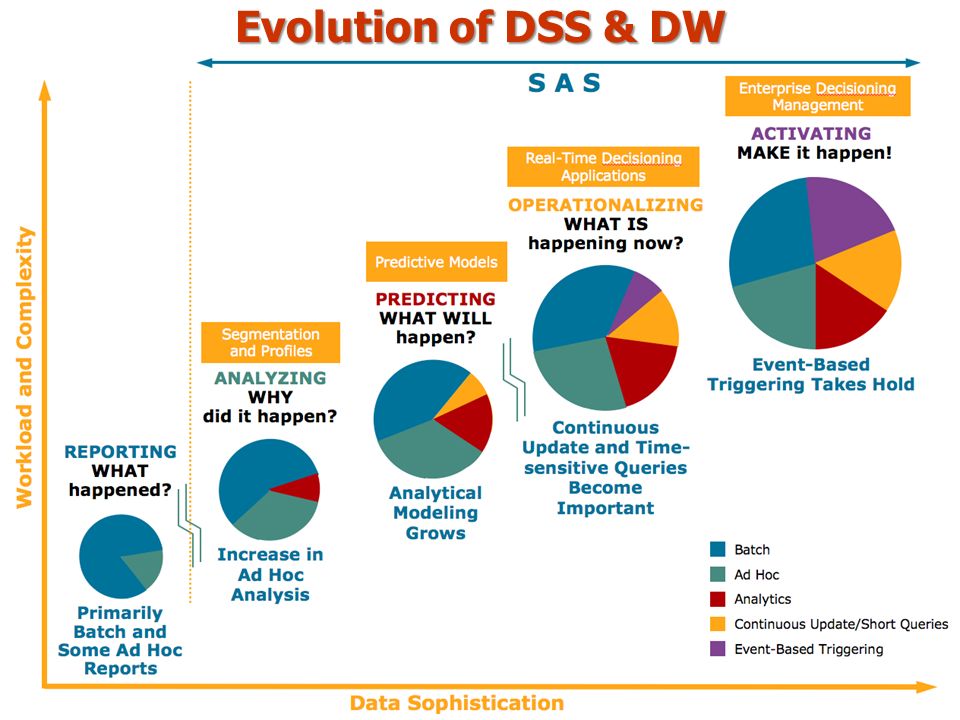 Evolution of DSS & DW
S A S
Enterprise Decisioning
Management
ACTIVATING
MAKE it happen!
Real-Time Decisioning
Applications
OPERATIONALIZING
WHAT IS
happening now?
Predictive Models
PREDICTING
WHAT WILL
happen?
Segmentation
and Profiles
ANALYZING
WHY
did it happen?
REPORTING
WHAT
happened?
Workload and Complexity
Primarily
Batch and
Some Ad Hoc
Reports
Increase in
Ad Hoc
Analysis
Analytical
Modeling
Grows
Continuous
Update and Time-
sensitive Queries
Become
Important
Event-Based
Triggering Takes Hold
Batch
Ad Hoc
Analytics
Continuous Update/Short Queries
Event-Based Triggering
Data Sophistication